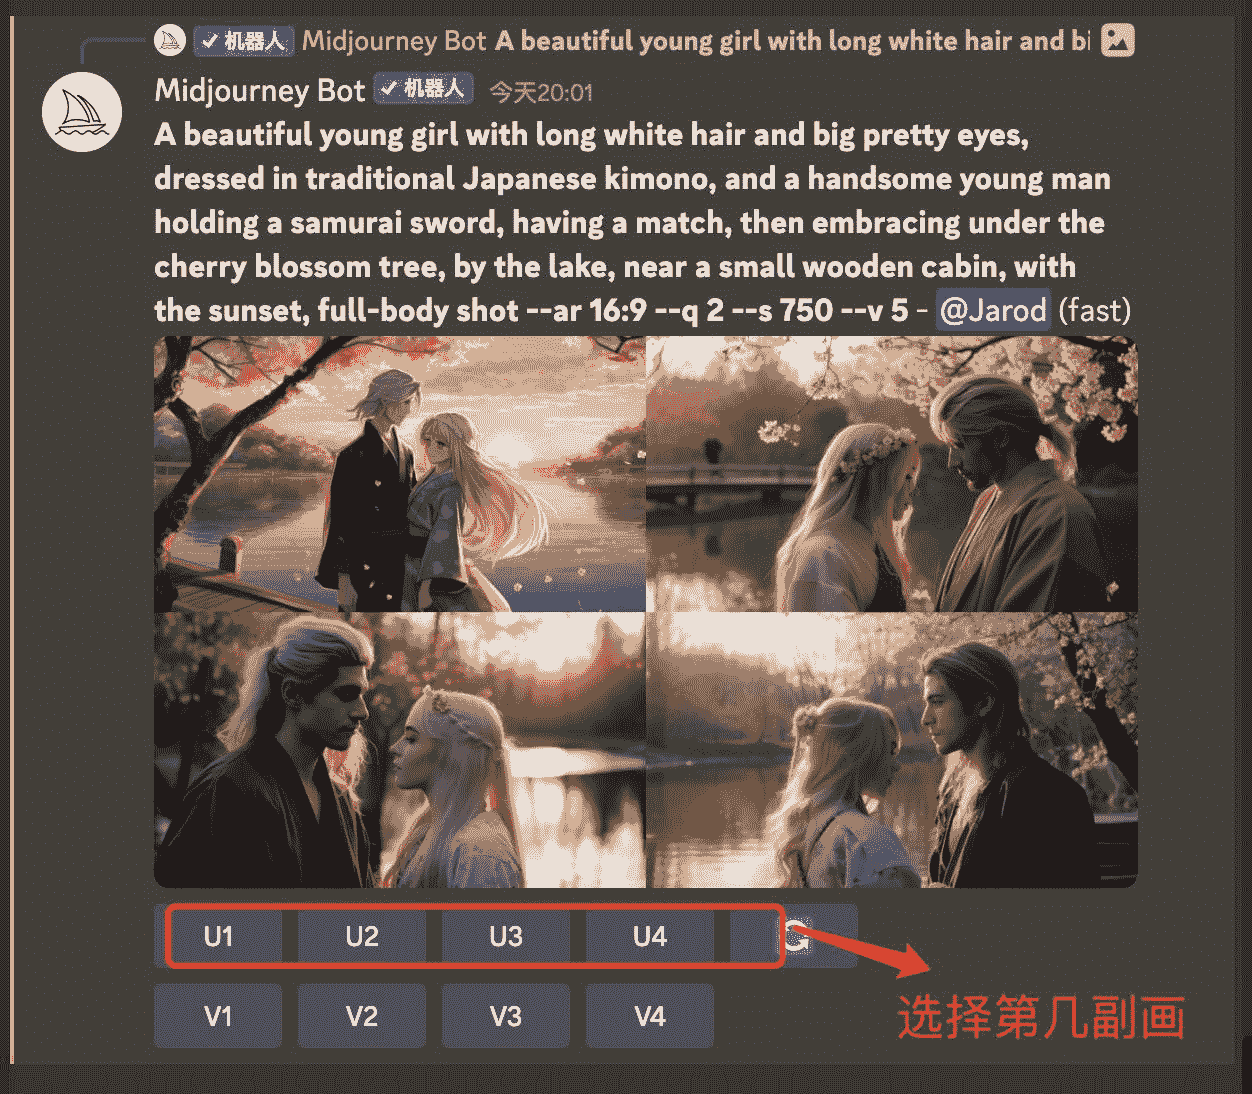 机器人 Midjourney Bot A beautiful young girl with long white hair and bi
Midjourney Bot 机器人 今天20:01
A beautiful young girl with long white hair and big pretty eyes,
dressed in traditional Japanese kimono, and a handsome young man
holding a samurai sword, having a match, then embracing under the
cherry blossom tree, by the lake, near a small wooden cabin, with
the sunset, full-body shot --ar 16:9 --q 2 --s 750 --v 5 - @Jarod (fast)
U1 U2 U3 U4
V1 V2 V3 V4
选择第几副画